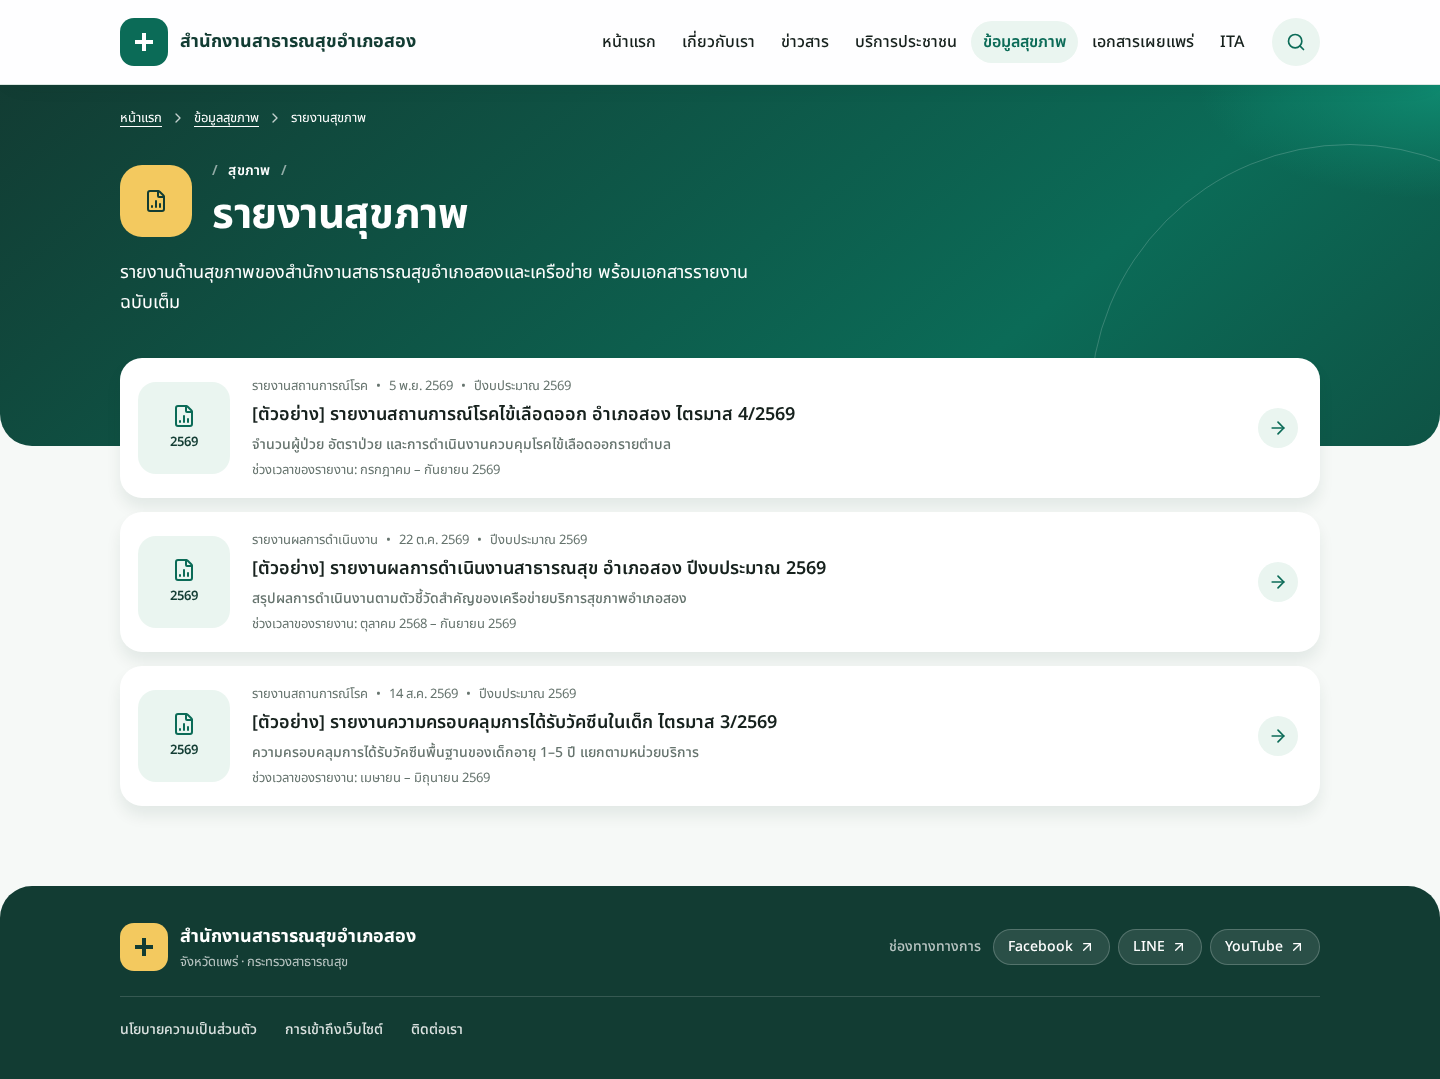 สำนักงานสาธารณสุขอำเภอสอง
หน้าแรก
เกี่ยวกับเรา
ข่าวสาร
บริการประชาชน
ข้อมูลสุขภาพ
เอกสารเผยแพร่
ITA
หน้าแรก > ข้อมูลสุขภาพ > รายงานสุขภาพ
/ สุขภาพ /
รายงานสุขภาพ
รายงานด้านสุขภาพของสำนักงานสาธารณสุขอำเภอสองและเครือข่าย พร้อมเอกสารรายงาน
ฉบับเต็ม
2569
รายงานสถานการณ์โรค • 5 พ.ย. 2569 • ปีงบประมาณ 2569
[ตัวอย่าง] รายงานสถานการณ์โรคไข้เลือดออก อำเภอสอง ไตรมาส 4/2569
จำนวนผู้ป่วย อัตราป่วย และการดำเนินงานควบคุมโรคไข้เลือดออกรายตำบล
ช่วงเวลาของรายงาน: กรกฎาคม – กันยายน 2569
2569
รายงานผลการดำเนินงาน • 22 ต.ค. 2569 • ปีงบประมาณ 2569
[ตัวอย่าง] รายงานผลการดำเนินงานสาธารณสุข อำเภอสอง ปีงบประมาณ 2569
สรุปผลการดำเนินงานตามตัวชี้วัดสำคัญของเครือข่ายบริการสุขภาพอำเภอสอง
ช่วงเวลาของรายงาน: ตุลาคม 2568 – กันยายน 2569
2569
รายงานสถานการณ์โรค • 14 ส.ค. 2569 • ปีงบประมาณ 2569
[ตัวอย่าง] รายงานความครอบคลุมการได้รับวัคซีนในเด็ก ไตรมาส 3/2569
ความครอบคลุมการได้รับวัคซีนพื้นฐานของเด็กอายุ 1–5 ปี แยกตามหน่วยบริการ
ช่วงเวลาของรายงาน: เมษายน – มิถุนายน 2569
สำนักงานสาธารณสุขอำเภอสอง
จังหวัดแพร่ · กระทรวงสาธารณสุข
ช่องทางทางการ
Facebook
LINE
YouTube
นโยบายความเป็นส่วนตัว
การเข้าถึงเว็บไซต์
ติดต่อเรา